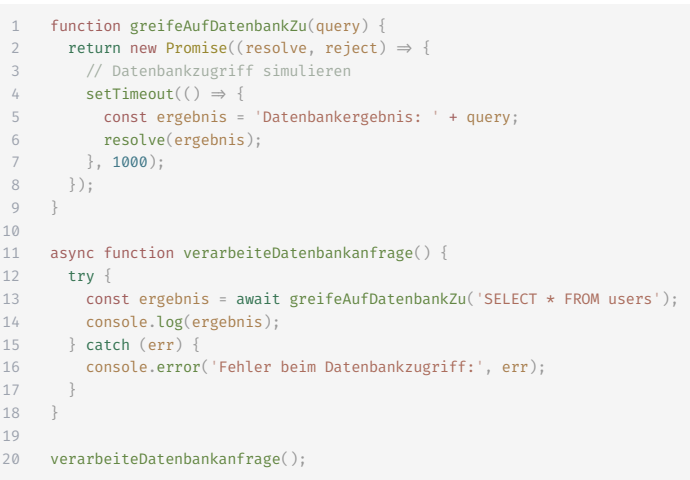 1 function greifeAufDatenbankZu(query) {
2   return new Promise((resolve, reject) => {
3     // Datenbankzugriff simulieren
4     setTimeout(() => {
5       const ergebnis = 'Datenbankergebnis: ' + query;
6       resolve(ergebnis);
7     }, 1000);
8   });
9 }
10
11 async function verarbeiteDatenbankanfrage() {
12   try {
13     const ergebnis = await greifeAufDatenbankZu('SELECT * FROM users');
14     console.log(ergebnis);
15   } catch (err) {
16     console.error('Fehler beim Datenbankzugriff:', err);
17   }
18 }
19
20 verarbeiteDatenbankanfrage();